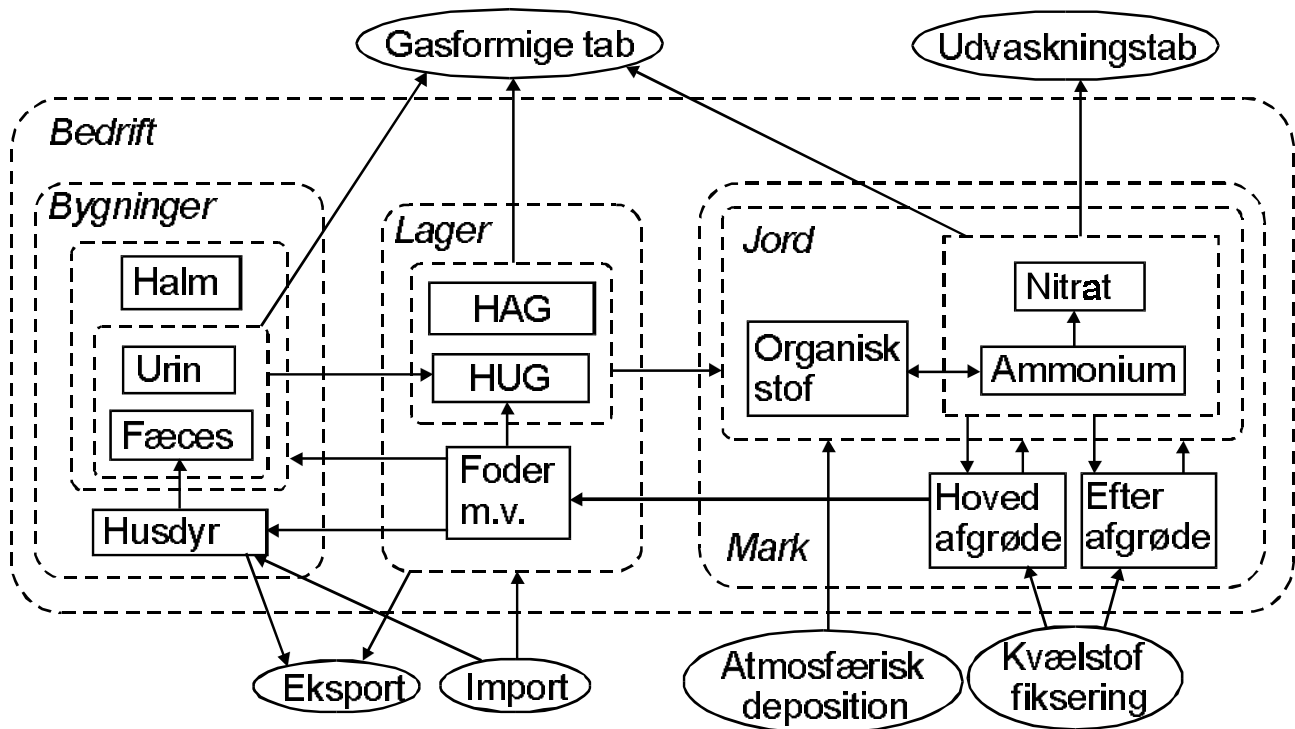 Gasformige tab
Udvaskningstab
Bedrift
Bygninger
Halm
Urin
Fæces
Husdyr
Lager
HAG
HUG
Foder
m.v.
Jord
Nitrat
Organisk
stof
Ammonium
Mark
Hoved
afgrøde
Efter
afgrøde
Eksport
Import
Atmosfærisk
deposition
Kvælstof
fiksering